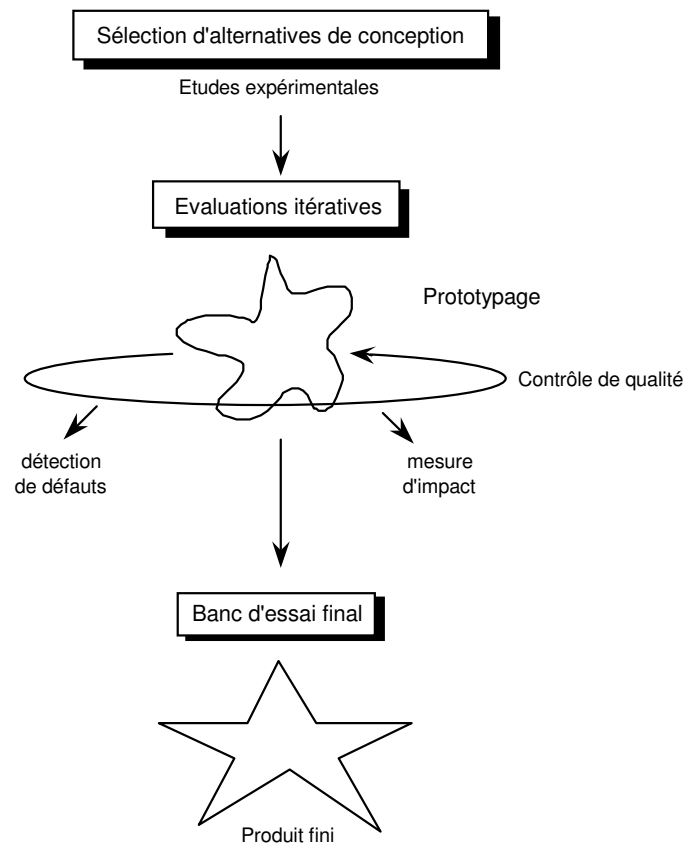 Sélection d'alternatives de conception
Etudes expérimentales
Evaluations itératives
Prototypage
Contrôle de qualité
détection
de défauts
mesure
d'impact
Banc d'essai final
Produit fini